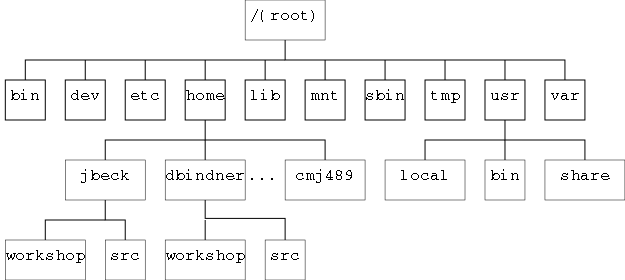 /(root)
bin dev etc home lib mnt sbin tmp usr var
jbeck dbindner... cmj489 local bin share
workshop src workshop src